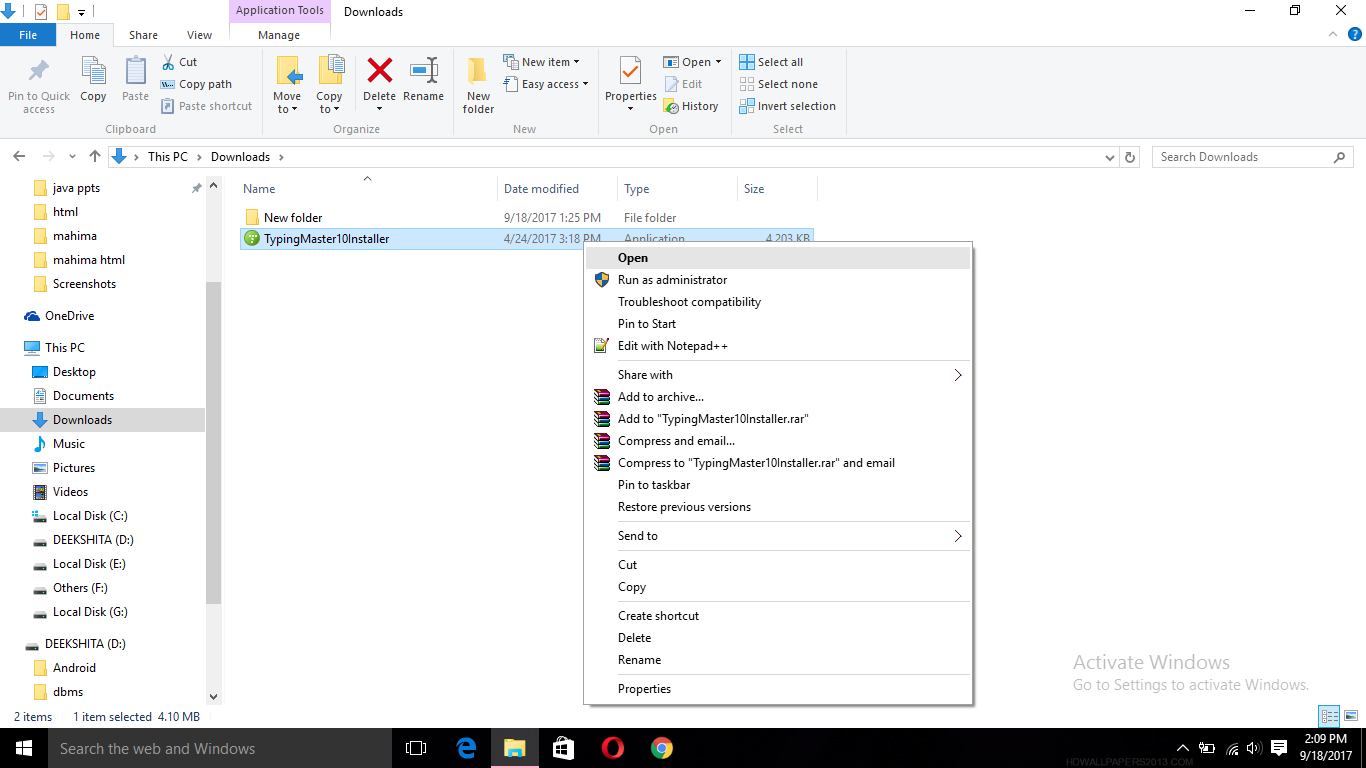 Application Tools Downloads
File Home Share View Manage
Pin to Quick access
Copy
Paste
Cut
Copy path
Paste shortcut
Clipboard
Move to
Copy to
Delete
Rename
Organize
New folder
New item
Easy access
New
Properties
Open
Edit
History
Open
Select all
Select none
Invert selection
Select
This PC Downloads
Search Downloads
java ppts
html
mahima
mahima html
Screenshots
OneDrive
This PC
Desktop
Documents
Downloads
Music
Pictures
Videos
Local Disk (C:)
DEEKSHITA (D:)
Local Disk (E:)
Others (F:)
Local Disk (G:)
DEEKSHITA (D:)
Android
dbms
Name Date modified Type Size
New folder 9/18/2017 1:25 PM File folder
TypingMaster10Installer 4/24/2017 3:18 PM Application 4,203 KB
Open
Run as administrator
Troubleshoot compatibility
Pin to Start
Edit with Notepad++
Share with
Add to archive...
Add to "TypingMaster10Installer.rar"
Compress and email...
Compress to "TypingMaster10Installer.rar" and email
Pin to taskbar
Restore previous versions
Send to
Cut
Copy
Create shortcut
Delete
Rename
Properties
Activate Windows
Go to Settings to activate Windows.
2 items 1 item selected 4.10 MB
Search the web and Windows
2:09 PM
9/18/2017
HDWALLPAPERS2013.COM